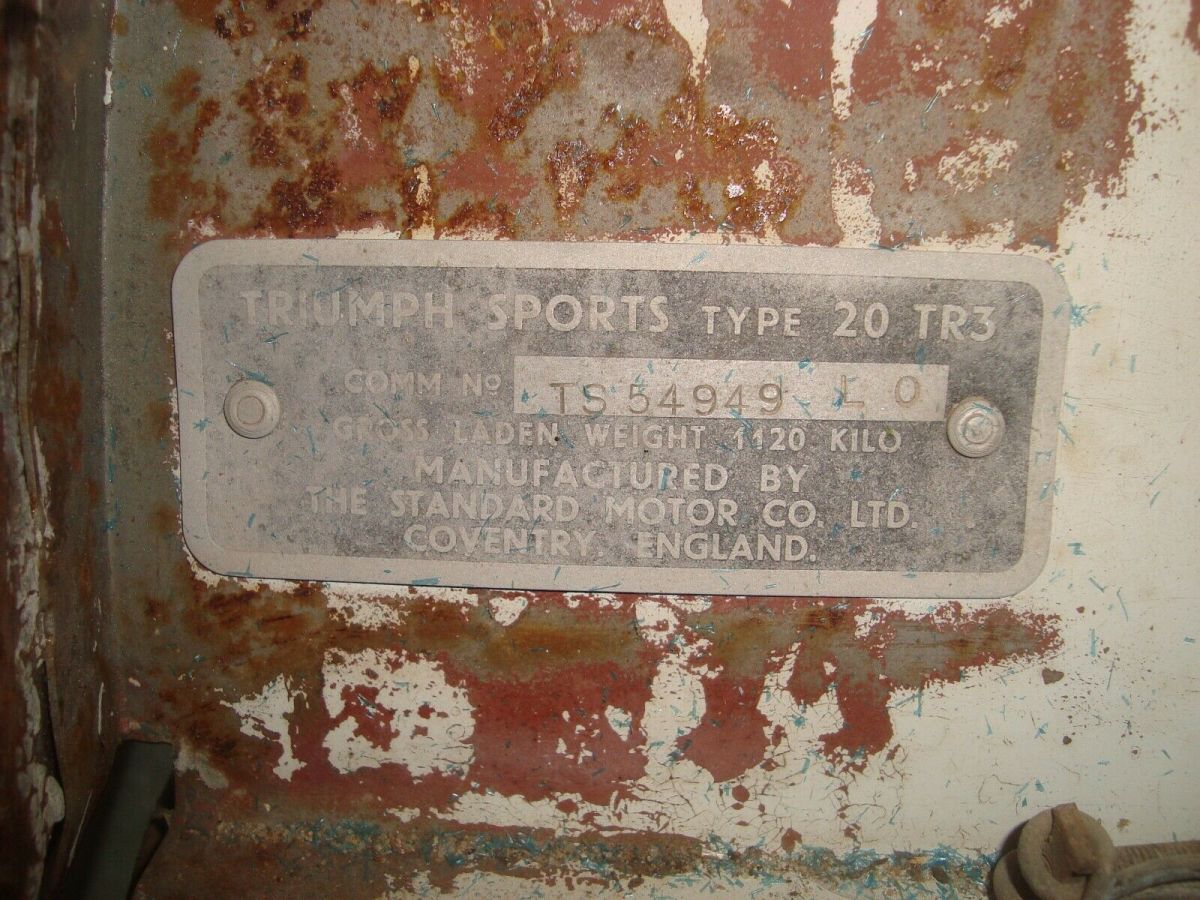 TRIUMPH SPORTS TYPE 20 TR3
COMM Nº TS 54949 L O
GROSS LADEN WEIGHT 1120 KILO
MANUFACTURED BY
THE STANDARD MOTOR CO. LTD.
COVENTRY, ENGLAND.